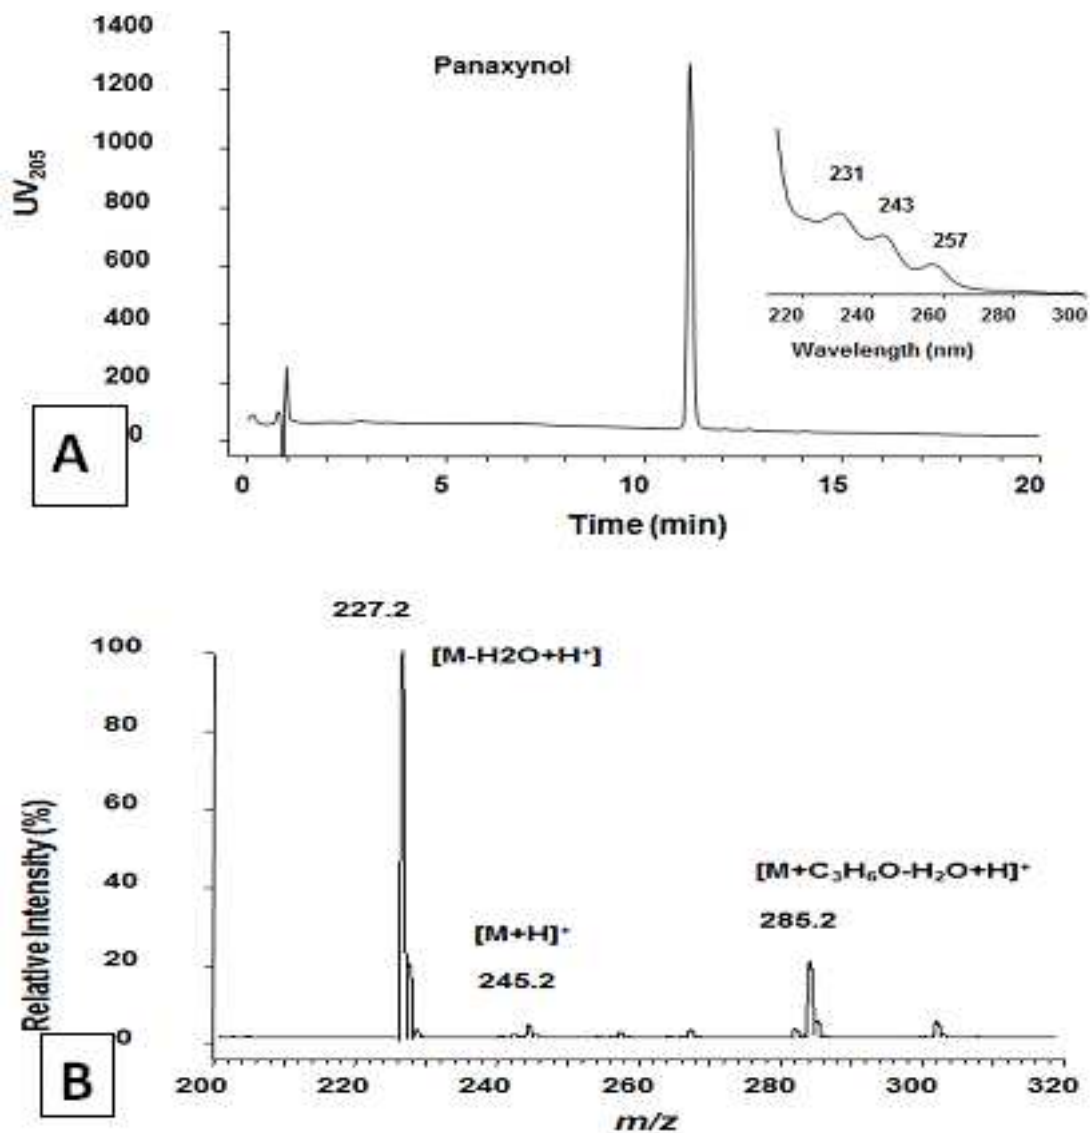 1400
1200
1000
800
600
400
200
0
UV205
Panaxynol
231
243
257
220 240 260 280 300
Wavelength (nm)
A
0 5 10 15 20
Time (min)
227.2
[M-H2O+H⁺]
100
80
60
40
20
0
Relative Intensity (%)
[M+H]⁺
245.2
[M+C₃H₆O-H₂O+H]⁺
285.2
B
200 220 240 260 280 300 320
m/z